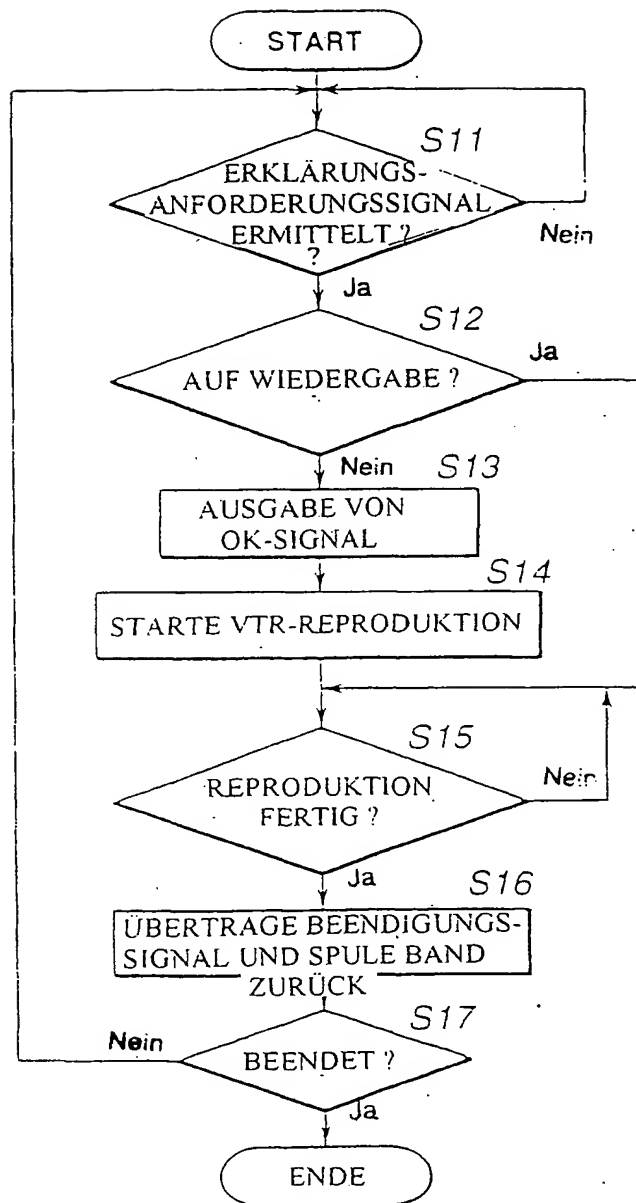 START
S11
ERKLÄRUNGS-
ANFORDERUNGSSIGNAL
ERMITTELT ?
?
Nein
Ja
S12
Ja
AUF WIEDERGABE ?
Nein
S13
AUSGABE VON
OK-SIGNAL
S14
STARTE VTR-REPRODUKTION
S15
REPRODUKTION
FERTIG ?
Nein
Ja
S16
ÜBERTRAGE BEENDIGUNGS-
SIGNAL UND SPULE BAND
ZURÜCK
S17
Nein
BEENDET ?
Ja
ENDE